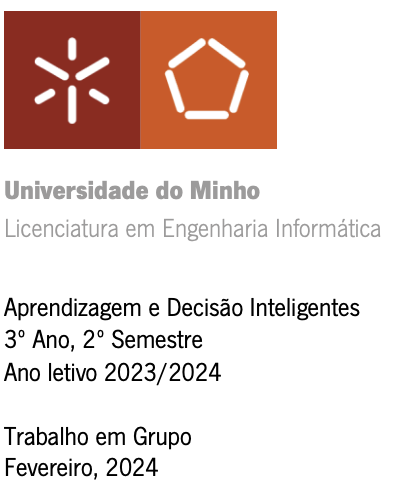 Universidade do Minho
Licenciatura em Engenharia Informática
Aprendizagem e Decisão Inteligentes
3º Ano, 2º Semestre
Ano letivo 2023/2024
Trabalho em Grupo
Fevereiro, 2024